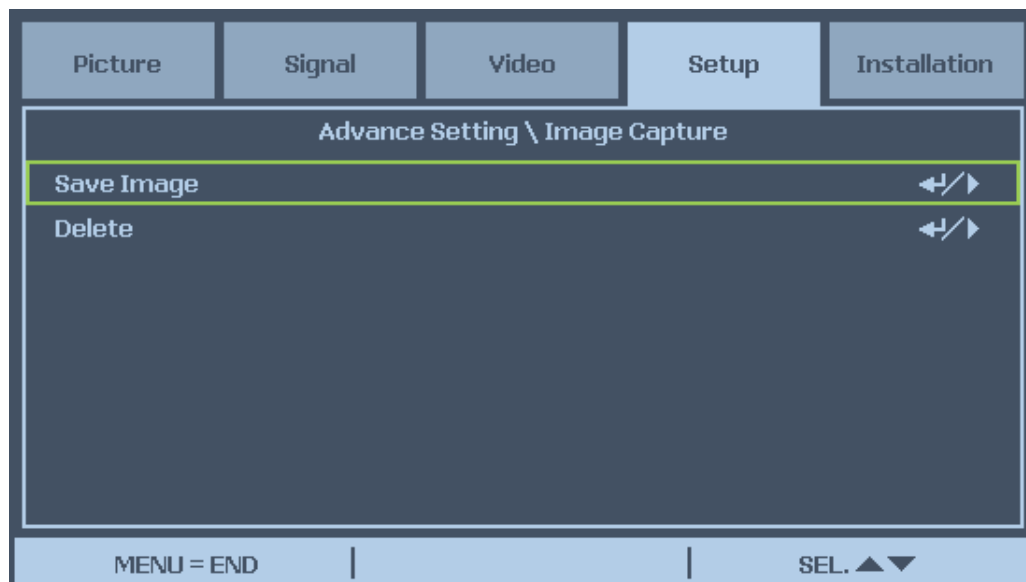 Picture Signal Video Setup Installation
Advance Setting \ Image Capture
Save Image ↵/▶
Delete ↵/▶
MENU = END | | SEL. ▲▼